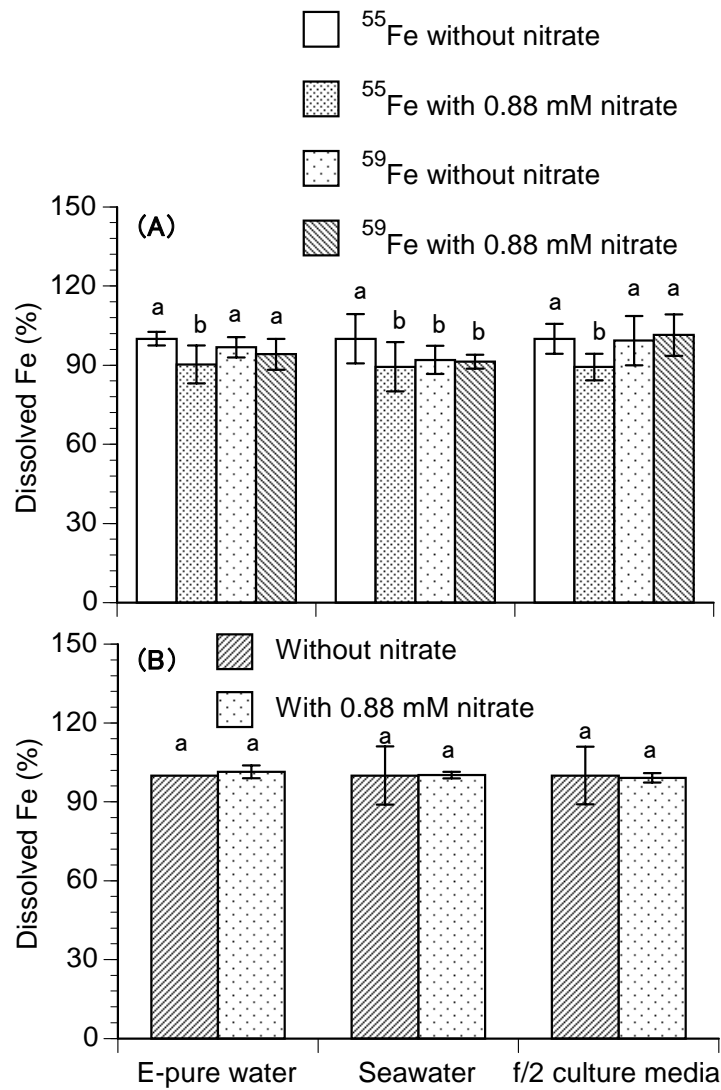 ⁵⁵Fe without nitrate
⁵⁵Fe with 0.88 mM nitrate
⁵⁹Fe without nitrate
⁵⁹Fe with 0.88 mM nitrate
(A)
Dissolved Fe (%)
150
120
90
60
30
0
a b a a a b b b a b a a
(B)
Without nitrate
With 0.88 mM nitrate
Dissolved Fe (%)
150
120
90
60
30
0
a a a a a a
E-pure water Seawater f/2 culture media